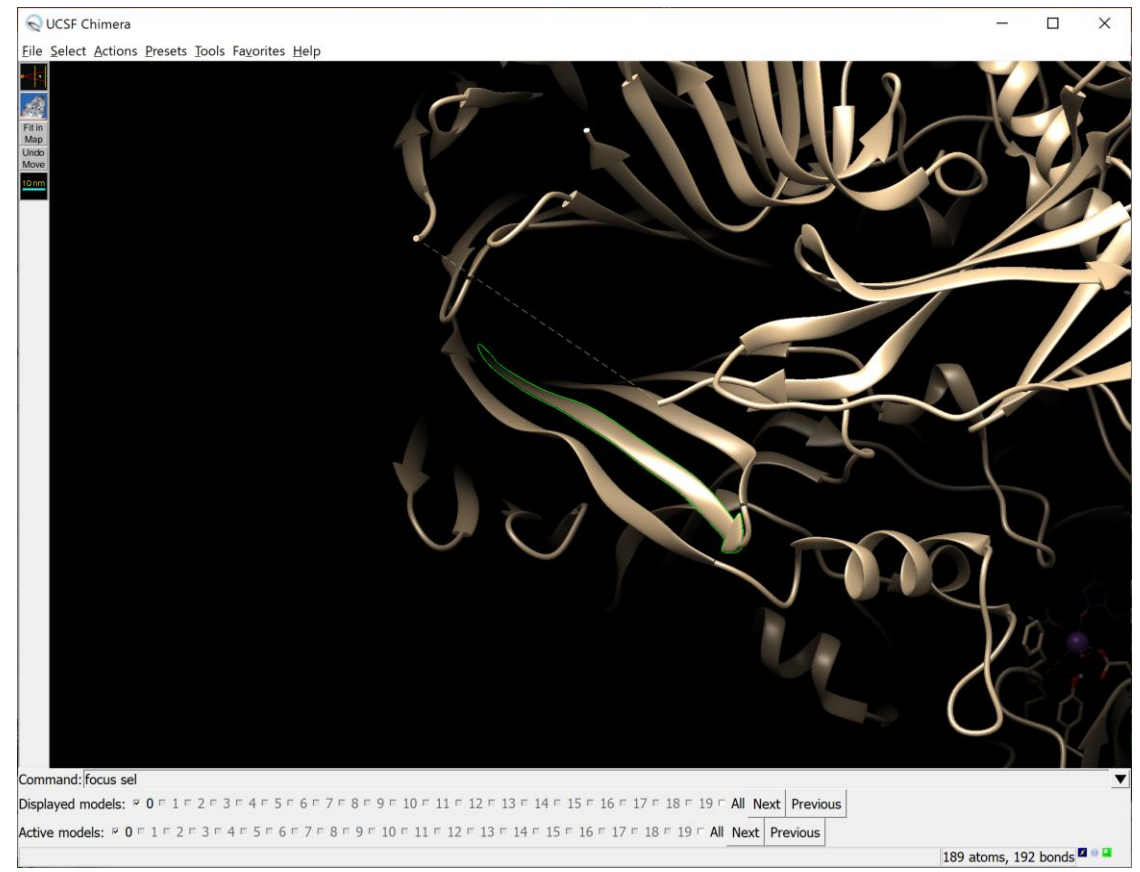 UCSF Chimera
File Select Actions Presets Tools Favorites Help
Fit in
Map
Undo
Move
10 nm
Command: focus sel
Displayed models: 0 1 2 3 4 5 6 7 8 9 10 11 12 13 14 15 16 17 18 19 All Next Previous
Active models: 0 1 2 3 4 5 6 7 8 9 10 11 12 13 14 15 16 17 18 19 All Next Previous
189 atoms, 192 bonds